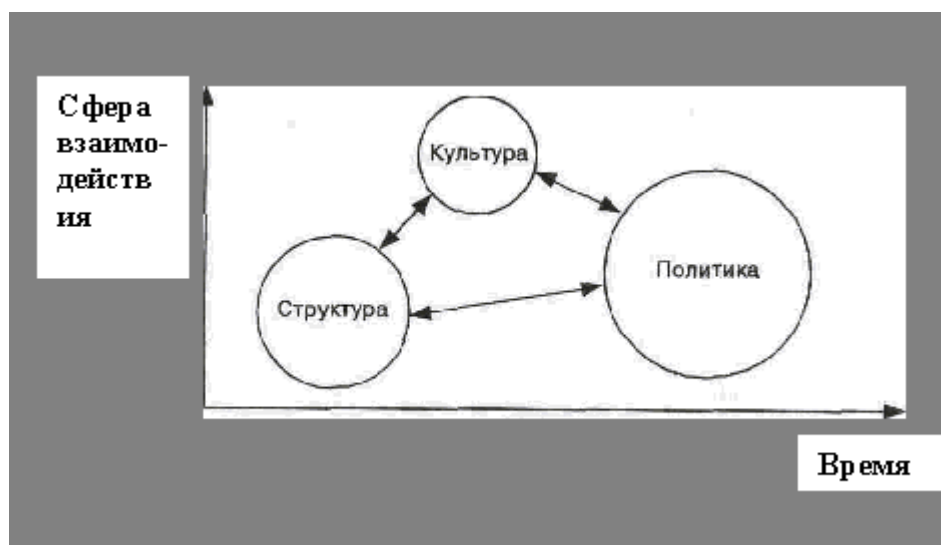 Сфера
взаимо-
действ
ия
Культура
Политика
Структура
Время